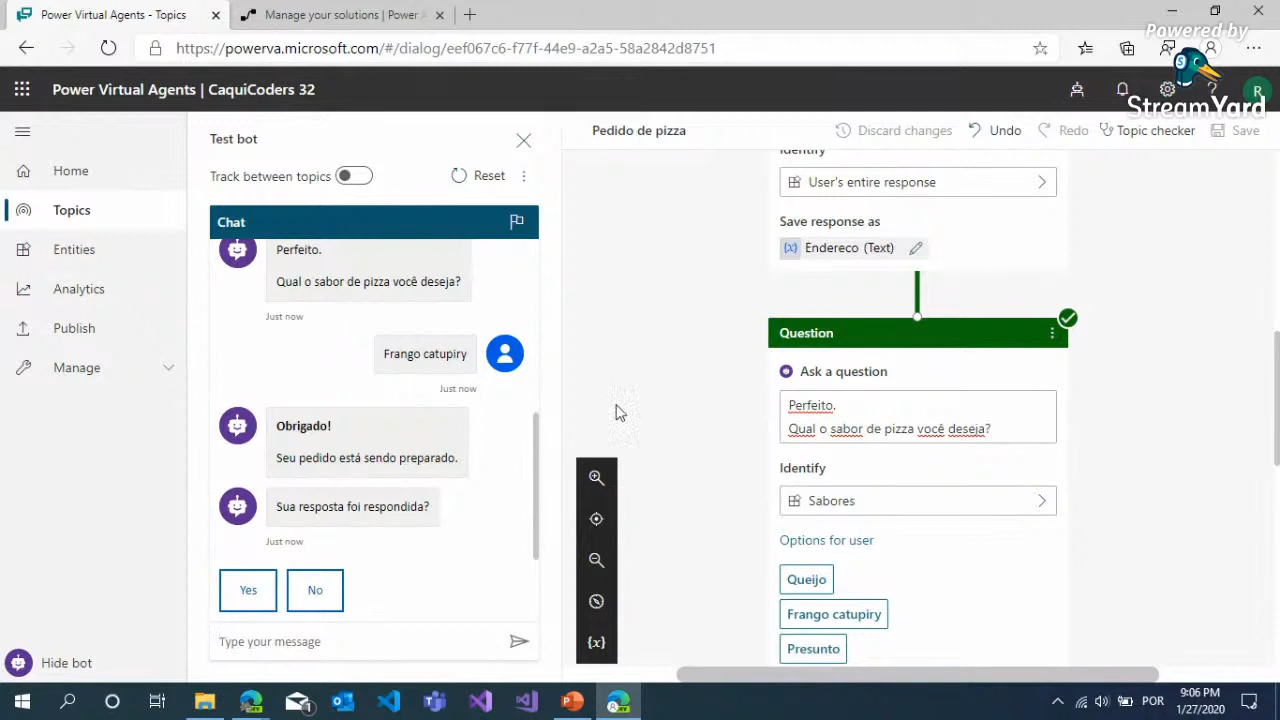 Power Virtual Agents - Topics
Manage your solutions | Power A
Powered by
StreamYard
https://powerva.microsoft.com/#/dialog/eef067c6-f77f-44e9-a2a5-58a2842d8751
Power Virtual Agents | CaquiCoders 32
R
Home
Topics
Entities
Analytics
Publish
Manage
Hide bot
Test bot
Track between topics
Reset
Chat
Perfeito.
Qual o sabor de pizza você deseja?
Just now
Frango catupiry
Just now
Obrigado!
Seu pedido está sendo preparado.
Sua resposta foi respondida?
Just now
Yes
No
Type your message
Pedido de pizza
Discard changes
Undo
Redo
Topic checker
Save
Identify
User's entire response
Save response as
{x} Endereco (Text)
Question
Ask a question
Perfeito.
Qual o sabor de pizza você deseja?
Identify
Sabores
Options for user
Queijo
Frango catupiry
Presunto
{x}
POR
9:06 PM
1/27/2020